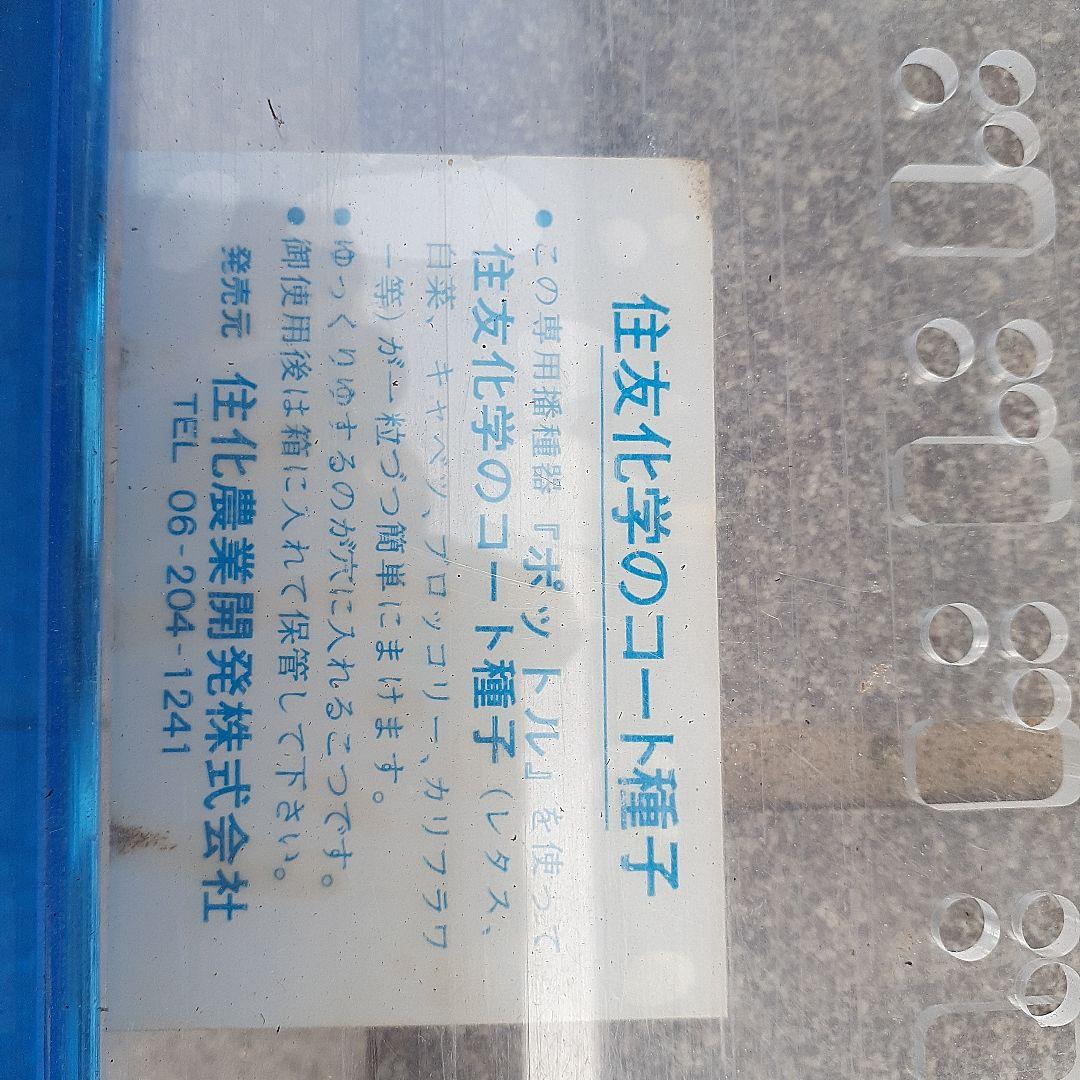 住友化学のコート種子
● この専用播種器『ポットル』を使って
住友化学のコート種子（レタス、
白菜、キャベツ、ブロッコリー、カリフラワ
ー等）が一粒づつ簡単にまけます。
● ゆっくりゆするのが穴に入れるこつです。
● 御使用後は箱に入れて保管して下さい。
発売元 住化農業開発株式会社
TEL 06-204-1241